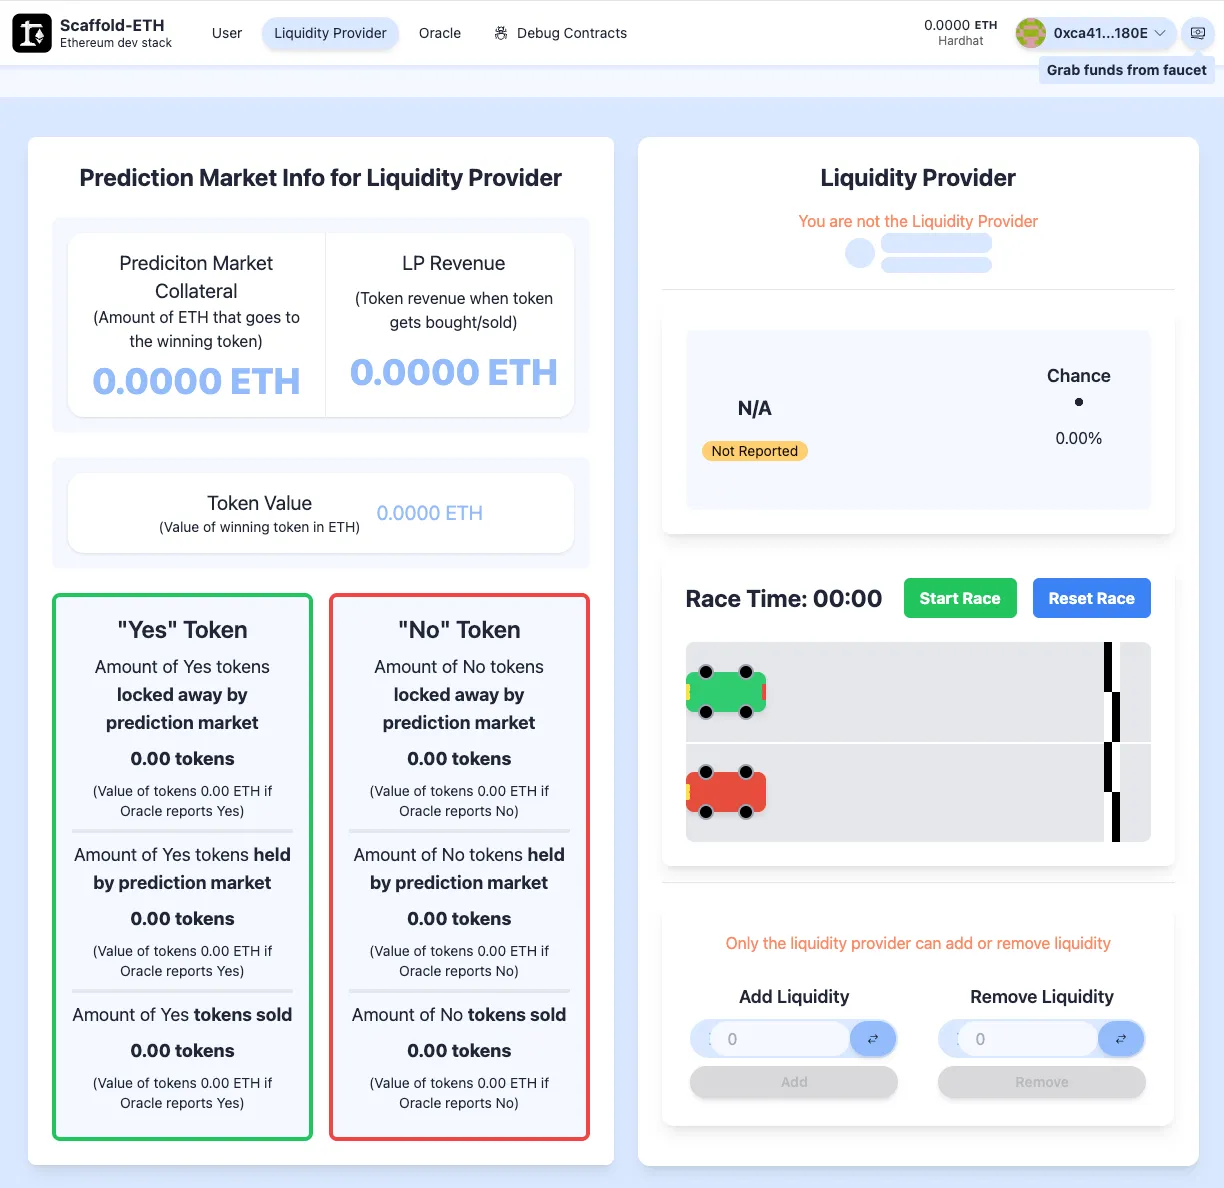 Scaffold-ETH
Ethereum dev stack
User
Liquidity Provider
Oracle
Debug Contracts
0.0000 ETH
Hardhat
0xca41...180E
Grab funds from faucet
Prediction Market Info for Liquidity Provider
Prediciton Market
Collateral
(Amount of ETH that goes to
the winning token)
0.0000 ETH
LP Revenue
(Token revenue when token
gets bought/sold)
0.0000 ETH
Token Value
(Value of winning token in ETH)
0.0000 ETH
"Yes" Token
Amount of Yes tokens
locked away by
prediction market
0.00 tokens
(Value of tokens 0.00 ETH if
Oracle reports Yes)
Amount of Yes tokens held
by prediction market
0.00 tokens
(Value of tokens 0.00 ETH if
Oracle reports Yes)
Amount of Yes tokens sold
0.00 tokens
(Value of tokens 0.00 ETH if
Oracle reports Yes)
"No" Token
Amount of No tokens
locked away by
prediction market
0.00 tokens
(Value of tokens 0.00 ETH if
Oracle reports No)
Amount of No tokens held
by prediction market
0.00 tokens
(Value of tokens 0.00 ETH if
Oracle reports No)
Amount of No tokens sold
0.00 tokens
(Value of tokens 0.00 ETH if
Oracle reports No)
Liquidity Provider
You are not the Liquidity Provider
N/A
Not Reported
Chance
0.00%
Race Time: 00:00
Start Race
Reset Race
Only the liquidity provider can add or remove liquidity
Add Liquidity
0
Add
Remove Liquidity
0
Remove